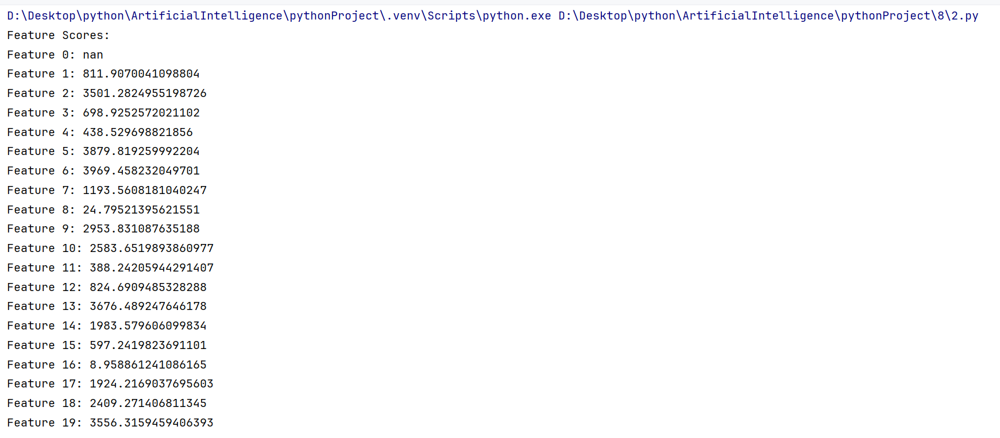 D:\Desktop\python\ArtificialIntelligence\pythonProject\.venv\Scripts\python.exe D:\Desktop\python\ArtificialIntelligence\pythonProject\8\2.py
Feature Scores:
Feature 0: nan
Feature 1: 811.9070041098804
Feature 2: 3501.2824955198726
Feature 3: 698.9252572021102
Feature 4: 438.529698821856
Feature 5: 3879.819259992204
Feature 6: 3969.458232049701
Feature 7: 1193.5608181040247
Feature 8: 24.79521395621551
Feature 9: 2953.831087635188
Feature 10: 2583.6519893860977
Feature 11: 388.24205944291407
Feature 12: 824.6909485328288
Feature 13: 3676.489247646178
Feature 14: 1983.579606099834
Feature 15: 597.2419823691101
Feature 16: 8.958861241086165
Feature 17: 1924.2169037695603
Feature 18: 2409.271406811345
Feature 19: 3556.3159459406393